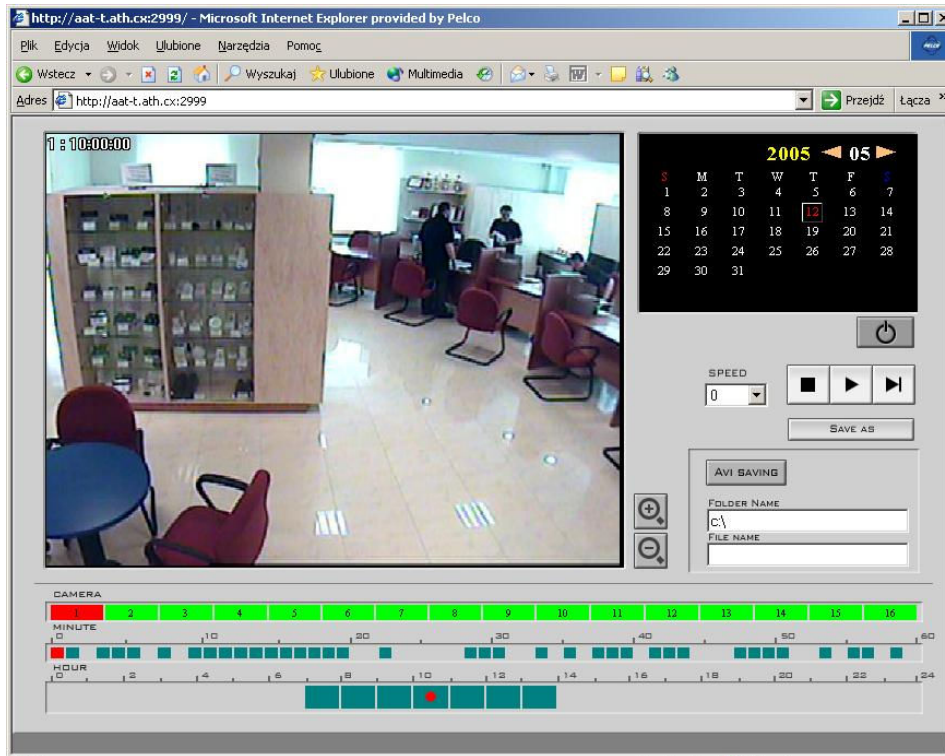 http://aat-t.ath.cx:2999/ - Microsoft Internet Explorer provided by Pelco
Plik Edycja Widok Ulubione Narzędzia Pomoc
Wstecz Wyszukaj Ulubione Multimedia
Adres http://aat-t.ath.cx:2999 Przejdź Łącza »
1 : 10:00:00
2005 05
S M T W T F S
1 2 3 4 5 6 7
8 9 10 11 12 13 14
15 16 17 18 19 20 21
22 23 24 25 26 27 28
29 30 31
SPEED
0
SAVE AS
AVI SAVING
FOLDER NAME
c:\
FILE NAME
CAMERA
1 2 3 4 5 6 7 8 9 10 11 12 13 14 15 16
MINUTE
0 10 20 30 40 50 60
HOUR
0 2 4 6 8 10 12 14 16 18 20 22 24